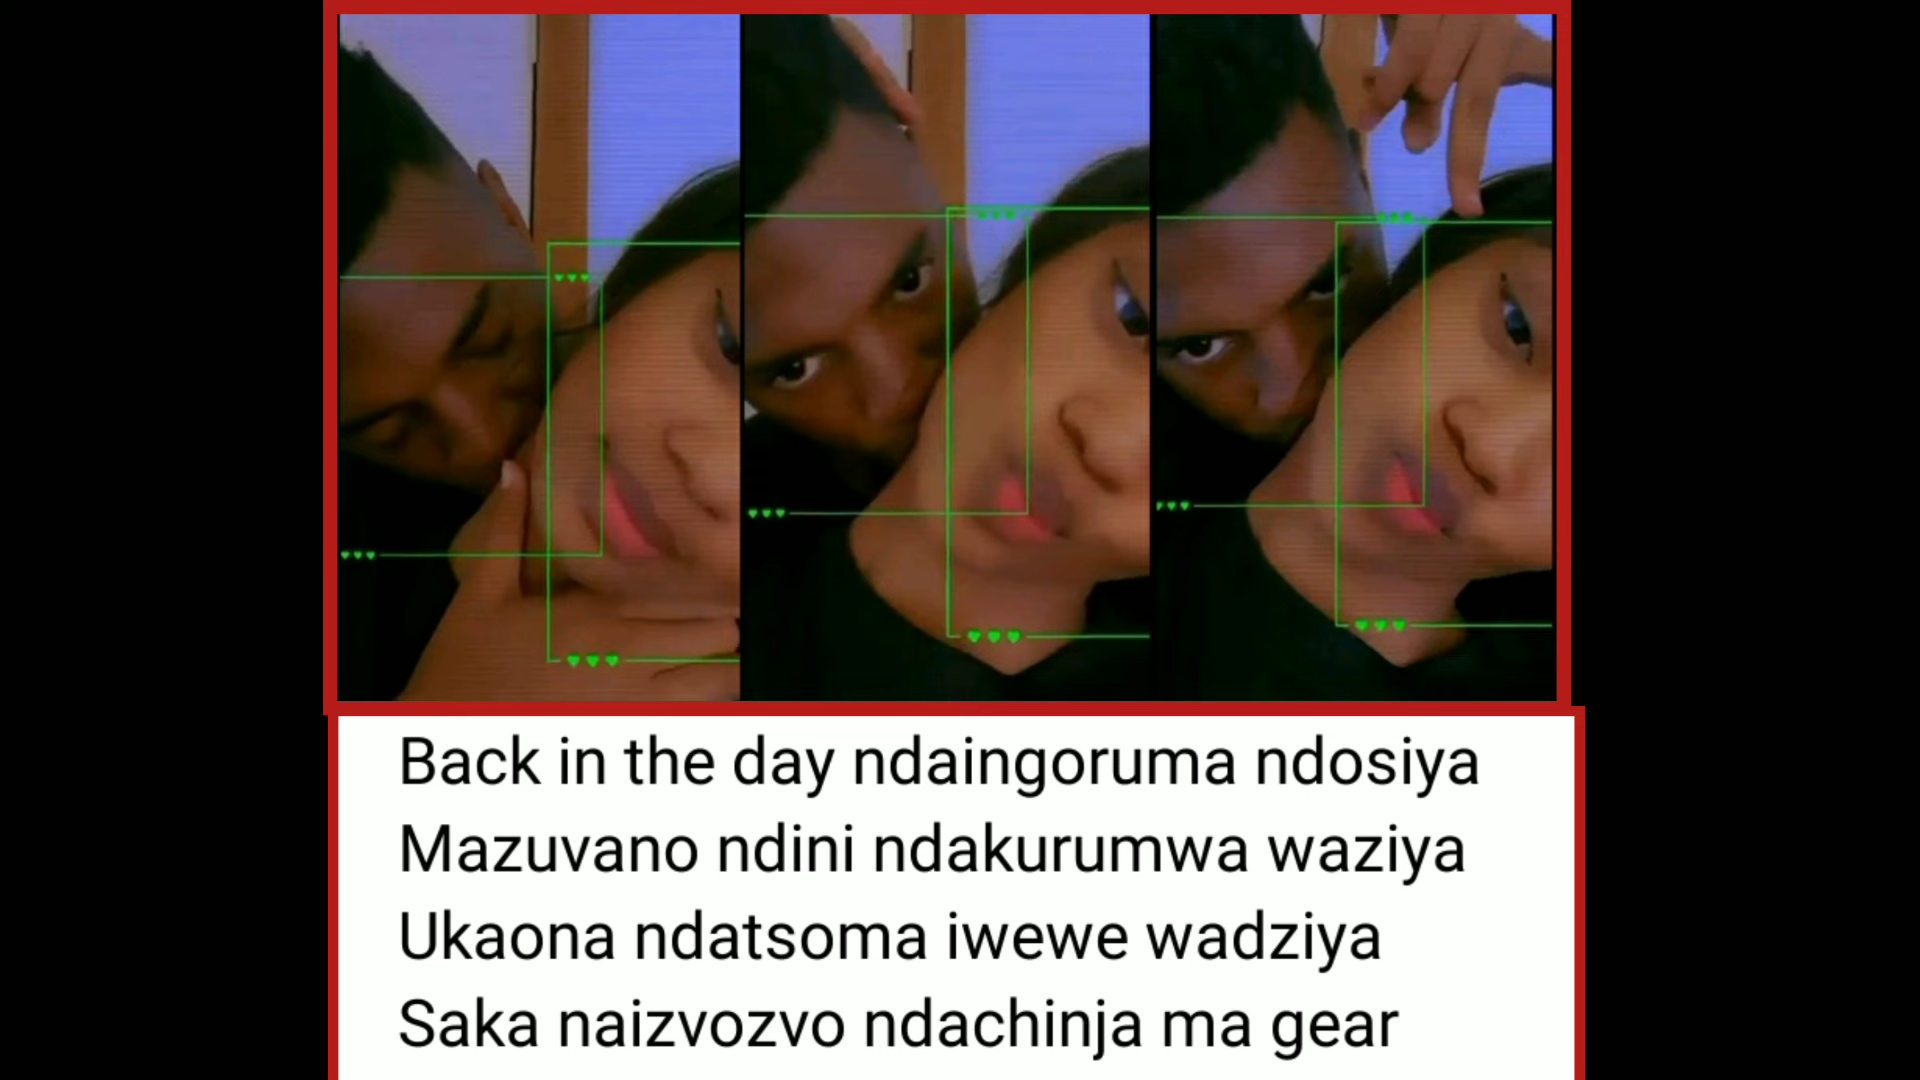 Back in the day ndaingoruma ndosiya
Mazuvano ndini ndakurumwa waziya
Ukaona ndatsoma iwewe wadziya
Saka naizvozvo ndachinja ma gear